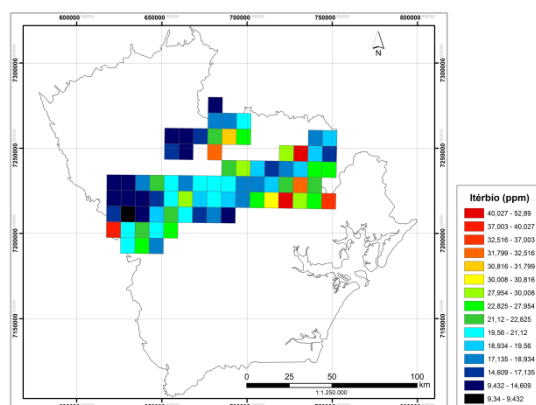 600000 650000 700000 750000 800000
N
7300000
7250000
7200000
7150000
Itérbio (ppm)
40,027 - 52,89
37,003 - 40,027
32,516 - 37,003
31,799 - 32,516
30,816 - 31,799
30,008 - 30,816
27,954 - 30,008
22,825 - 27,954
21,12 - 22,825
19,56 - 21,12
18,934 - 19,56
17,135 - 18,934
14,609 - 17,135
9,432 - 14,609
9,34 - 9,432
0 25 50 100
km
1:1.250.000